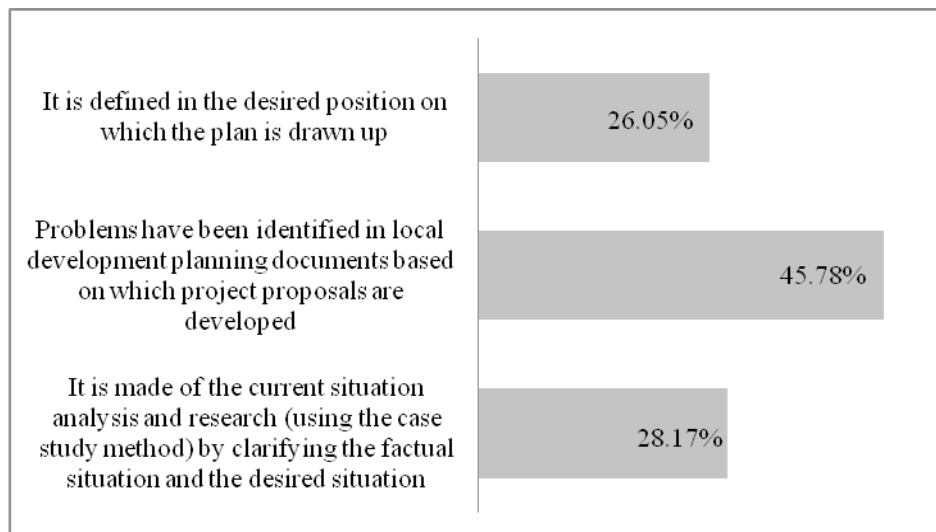 It is defined in the desired position on
which the plan is drawn up
26.05%
Problems have been identified in local
development planning documents based
on which project proposals are
developed
45.78%
It is made of the current situation
analysis and research (using the case
study method) by clarifying the factual
situation and the desired situation
28.17%